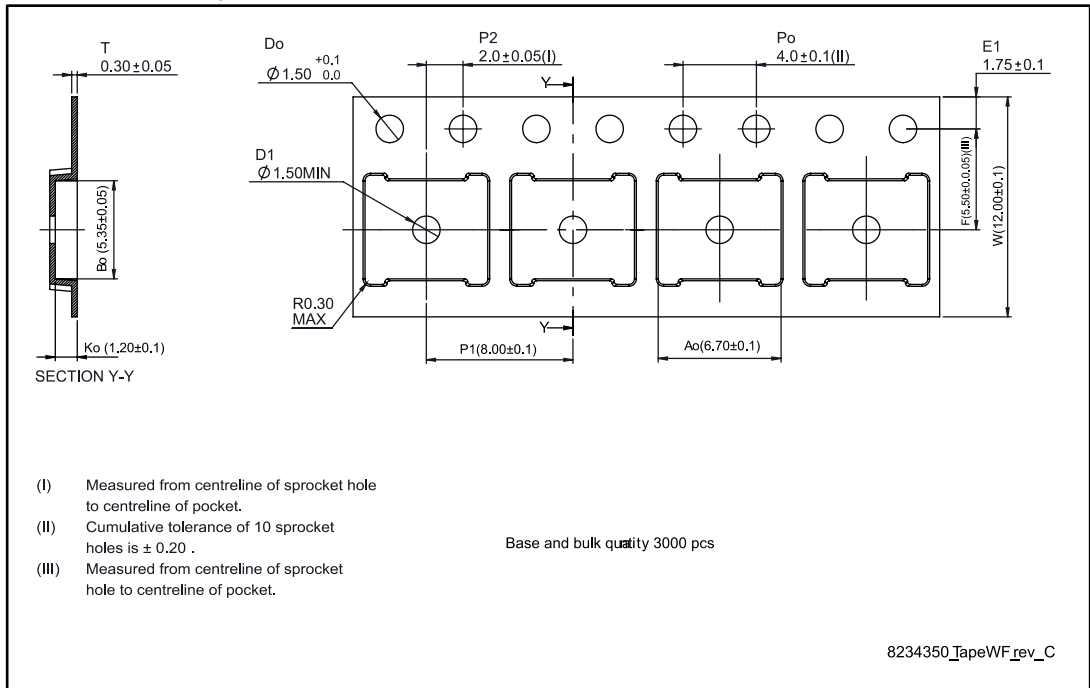 T
0.30±0.05
Do
Ø1.50 +0.1 0.0
P2
2.0±0.05(I)
Po
4.0±0.1(II)
E1
1.75±0.1
Y
D1
Ø1.50MIN
Bo (5.35±0.05)
F(5.50±0.0.05)(III)
W(12.00±0.1)
R0.30
MAX
Y
Ko (1.20±0.1)
P1(8.00±0.1)
Ao(6.70±0.1)
SECTION Y-Y
(I) Measured from centreline of sprocket hole
to centreline of pocket.
(II) Cumulative tolerance of 10 sprocket
holes is ± 0.20 .
(III) Measured from centreline of sprocket
hole to centreline of pocket.
Base and bulk quatity 3000 pcs
8234350_TapeWF_rev_C